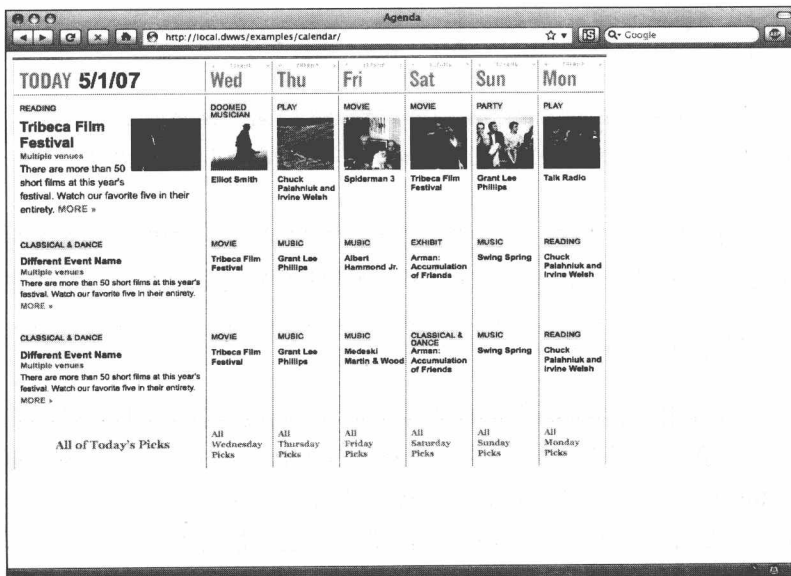 Agenda
http://local.dwws/examples/calendar/
Google
TODAY 5/1/07
Wed
Thu
Fri
Sat
Sun
Mon
READING
Tribeca Film
Festival
Multiple venues
There are more than 50
short films at this year's
festival. Watch our favorite five in their
entirety. MORE »
DOOMED
MUSICIAN
Elliot Smith
PLAY
Chuck
Palahniuk and
Irvine Welsh
MOVIE
Spiderman 3
MOVIE
Tribeca Film
Festival
PARTY
Grant Lee
Phillips
PLAY
Talk Radio
CLASSICAL & DANCE
Different Event Name
Multiple venues
There are more than 50 short films at this year's
festival. Watch our favorite five in their entirety.
MORE »
MOVIE
Tribeca Film
Festival
MUSIC
Grant Lee
Phillips
MUSIC
Albert
Hammond Jr.
EXHIBIT
Arman:
Accumulation
of Friends
MUSIC
Swing Spring
READING
Chuck
Palahniuk and
Irvine Welsh
CLASSICAL & DANCE
Different Event Name
Multiple venues
There are more than 50 short films at this year's
festival. Watch our favorite five in their entirety.
MORE »
MOVIE
Tribeca Film
Festival
MUSIC
Grant Lee
Phillips
MUSIC
Medeski
Martin & Wood
CLASSICAL &
DANCE
Arman:
Accumulation
of Friends
MUSIC
Swing Spring
READING
Chuck
Palahniuk and
Irvine Welsh
All of Today's Picks
All
Wednesday
Picks
All
Thursday
Picks
All
Friday
Picks
All
Saturday
Picks
All
Sunday
Picks
All
Monday
Picks